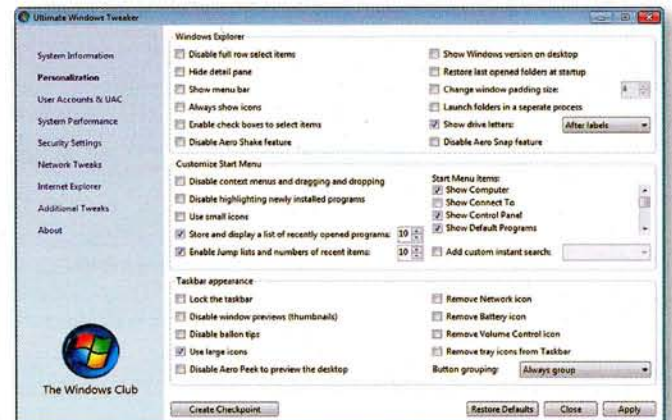 Ultimate Windows Tweaker
System Information
Personalization
User Accounts & UAC
System Performance
Security Settings
Network Tweaks
Internet Explorer
Additional Tweaks
About
The Windows Club
Windows Explorer
Disable full row select items
Hide detail pane
Show menu bar
Always show icons
Enable check boxes to select items
Disable Aero Shake feature
Show Windows version on desktop
Restore last opened folders at startup
Change window padding size: 4
Launch folders in a seperate process
Show drive letters: After labels
Disable Aero Snap feature
Customize Start Menu
Disable context menus and dragging and dropping
Disable highlighting newly installed programs
Use small icons
Store and display a list of recently opened programs: 10
Enable Jump lists and numbers of recent items: 10
Start Menu items:
Show Computer
Show Connect To
Show Control Panel
Show Default Programs
Add custom instant search:
Taskbar appearance
Lock the taskbar
Disable window previews (thumbnails)
Disable ballon tips
Use large icons
Disable Aero Peek to preview the desktop
Remove Network icon
Remove Battery icon
Remove Volume Control icon
Remove tray icons from Taskbar
Button grouping: Always group
Create Checkpoint
Restore Defaults
Close
Apply